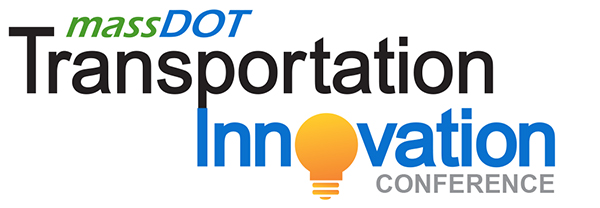 massDOT
Transportation
Innovation
CONFERENCE